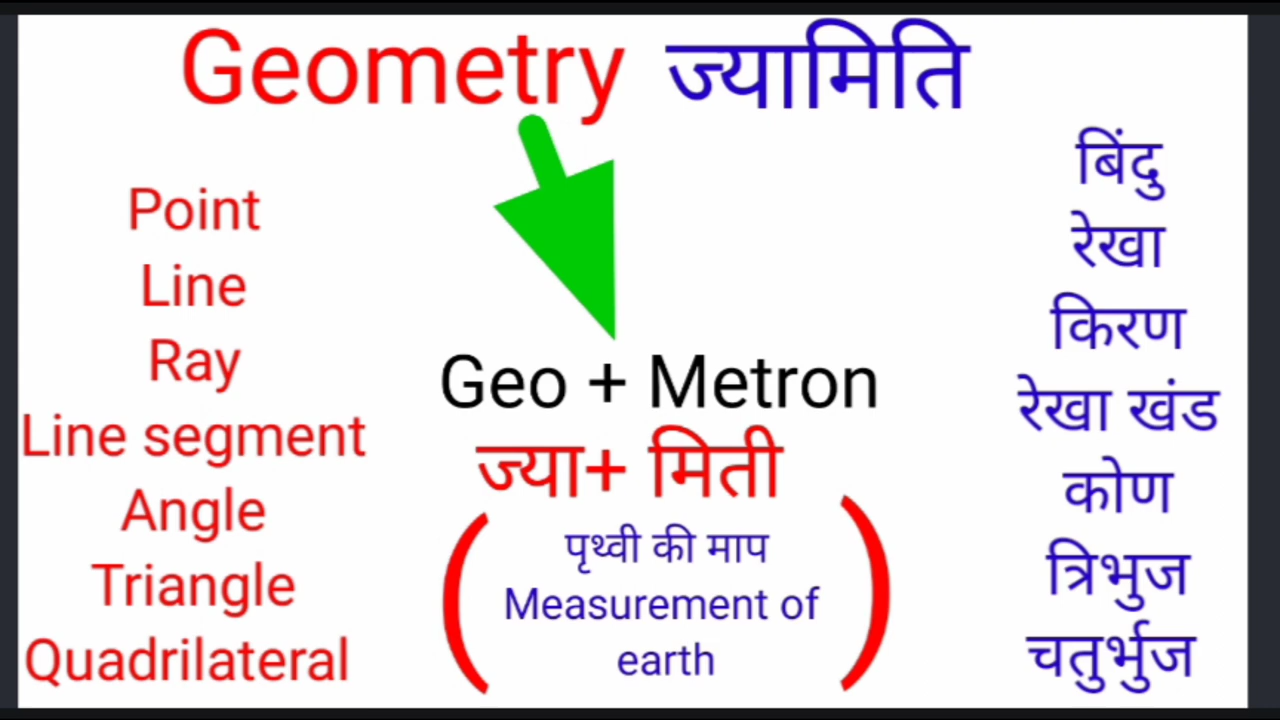 Geometry ज्यामिति
Point
Line
Ray
Line segment
Angle
Triangle
Quadrilateral
Geo + Metron
ज्या+ मिती
( पृथ्वी की माप
Measurement of
earth )
बिंदु
रेखा
किरण
रेखा खंड
कोण
त्रिभुज
चतुर्भुज